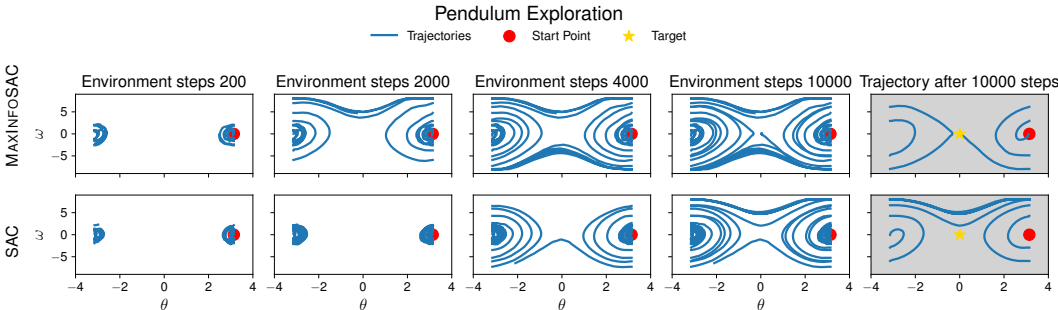 Pendulum Exploration
Trajectories Start Point Target
Environment steps 200 Environment steps 2000 Environment steps 4000 Environment steps 10000 Trajectory after 10000 steps
MAXINFOSAC
ω
5
0
−5
SAC
ω
5
0
−5
−4 −2 0 2 4 −4 −2 0 2 4 −4 −2 0 2 4 −4 −2 0 2 4 −4 −2 0 2 4
θ θ θ θ θ